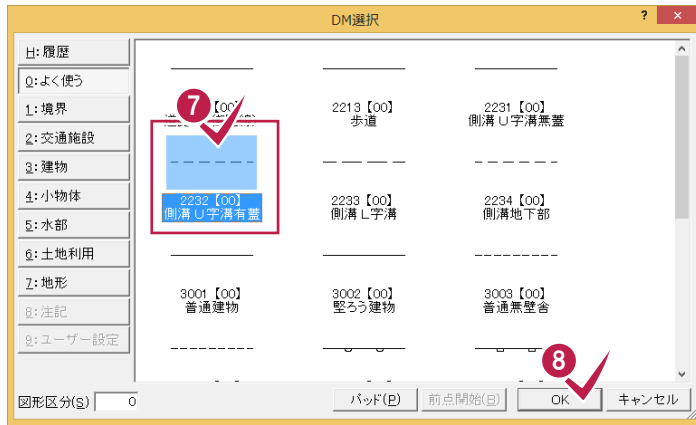 DM選択
?
×
H:履歴
0:よく使う
1:境界
2:交通施設
3:建物
4:小物体
5:水部
6:土地利用
7:地形
8:注記
9:ユーザー設定
7
【00】
2213【00】
歩道
2231【00】
側溝U字溝無蓋
2232【00】
側溝U字溝有蓋
2233【00】
側溝L字溝
2234【00】
側溝地下部
3001【00】
普通建物
3002【00】
堅ろう建物
3003【00】
普通無壁舎
8
図形区分(S)
0
パッド(P)
前点開始(B)
OK
キャンセル